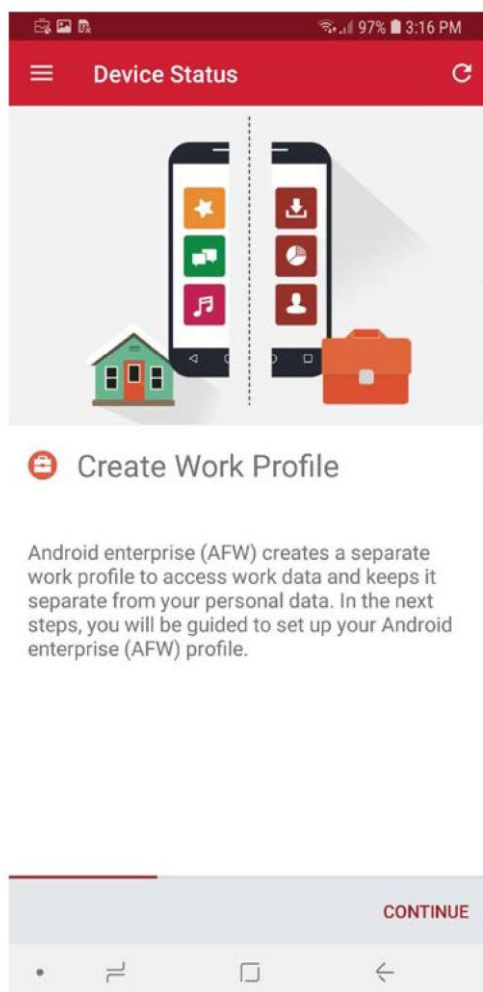 97% 3:16 PM
Device Status
Create Work Profile
Android enterprise (AFW) creates a separate
work profile to access work data and keeps it
separate from your personal data. In the next
steps, you will be guided to set up your Android
enterprise (AFW) profile.
CONTINUE